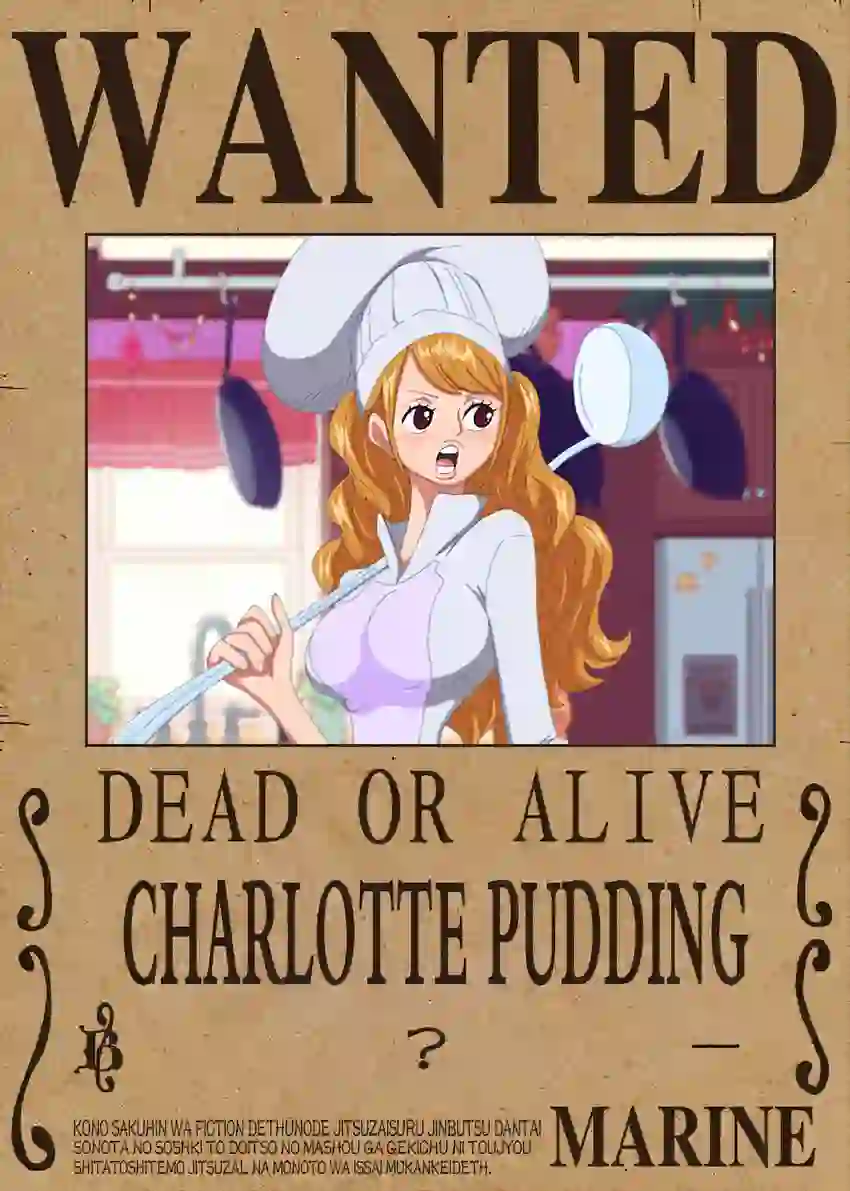 WANTED
DEAD OR ALIVE
CHARLOTTE PUDDING
฿ ? —
KONO SAKUHIN WA FICTION DETHUNODE JITSUZAISURU JINBUTSU DANTAI
SONOTA NO SOSHKI TO DOITSO NO MASHOU GA GEKICHU NI TOUJYOU
SHITATOSHITEMO JITSUZAL NA MONOTO WA ISSAI MUKANKEIDETH.
MARINE